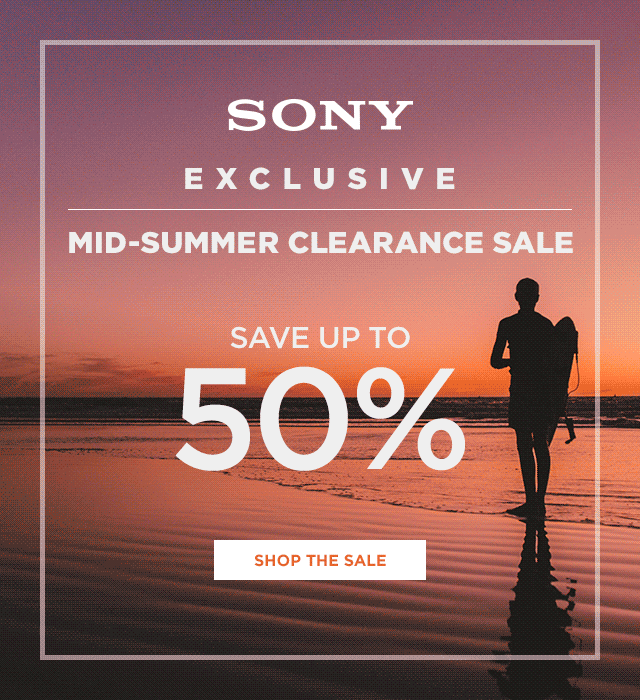 SONY
EXCLUSIVE
MID-SUMMER CLEARANCE SALE
SAVE UP TO
50%
SHOP THE SALE